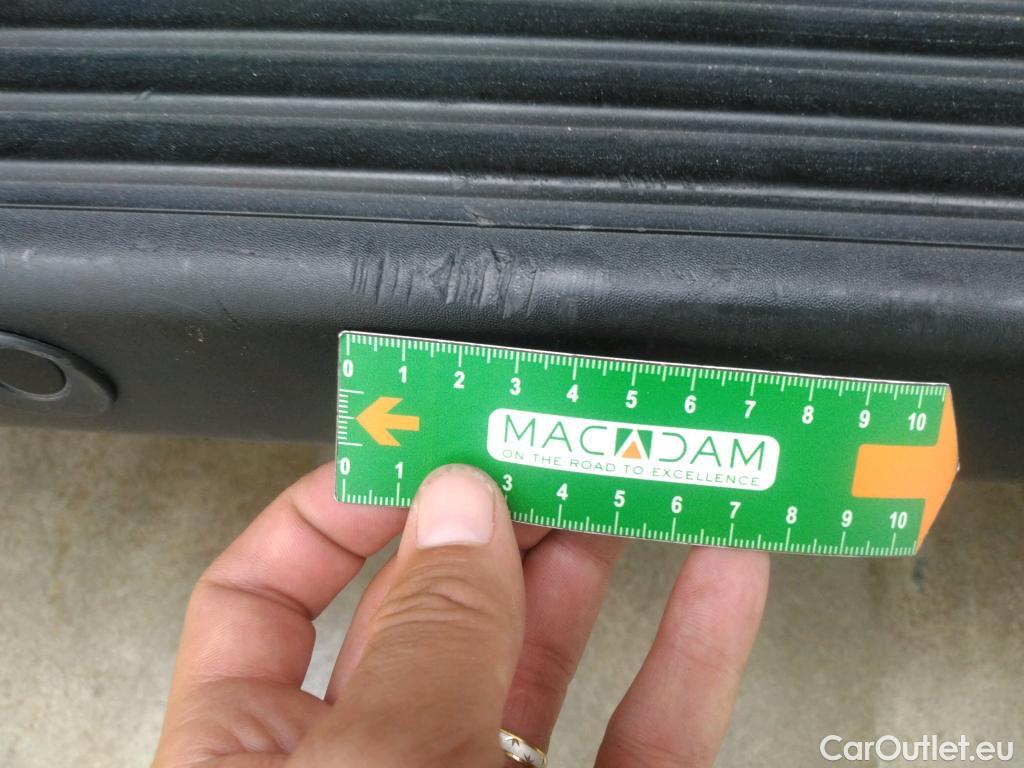 0 1 2 3 4 5 6 7 8 9 10
MACADAM
ON THE ROAD TO EXCELLENCE
0 1 3 4 5 6 7 8 9 10
CarOutlet.eu